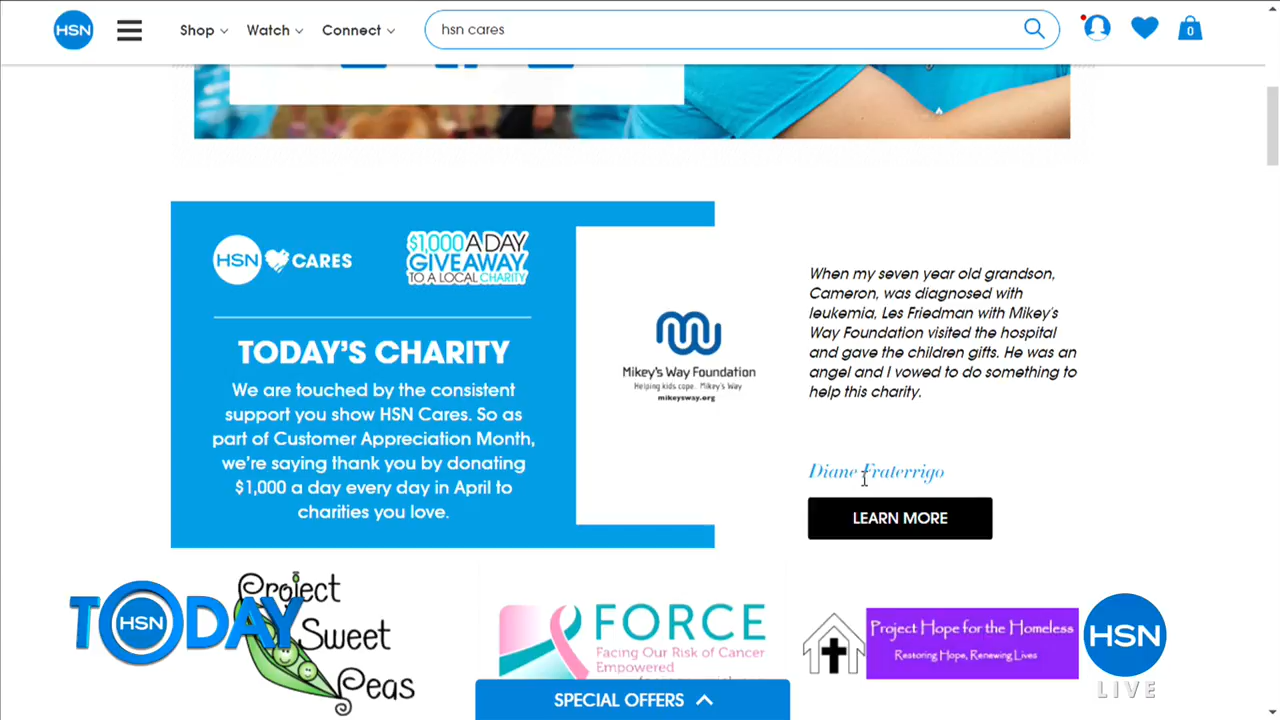 HSN
Shop
Watch
Connect
hsn cares
0
HSN CARES
$1,000 A DAY
GIVEAWAY
TO A LOCAL CHARITY
TODAY'S CHARITY
We are touched by the consistent
support you show HSN Cares. So as
part of Customer Appreciation Month,
we're saying thank you by donating
$1,000 a day every day in April to
charities you love.
Mikey's Way Foundation
Helping kids cope.. Mikey's Way
mikeysway.org
When my seven year old grandson,
Cameron, was diagnosed with
leukemia, Les Friedman with Mikey's
Way Foundation visited the hospital
and gave the children gifts. He was an
angel and I vowed to do something to
help this charity.
Diane Fraterrigo
LEARN MORE
TODAY
HSN
Project
Sweet
Peas
FORCE
Facing Our Risk of Cancer
Empowered
Project Hope for the Homeless
Restoring Hope, Renewing Lives
HSN
LIVE
SPECIAL OFFERS